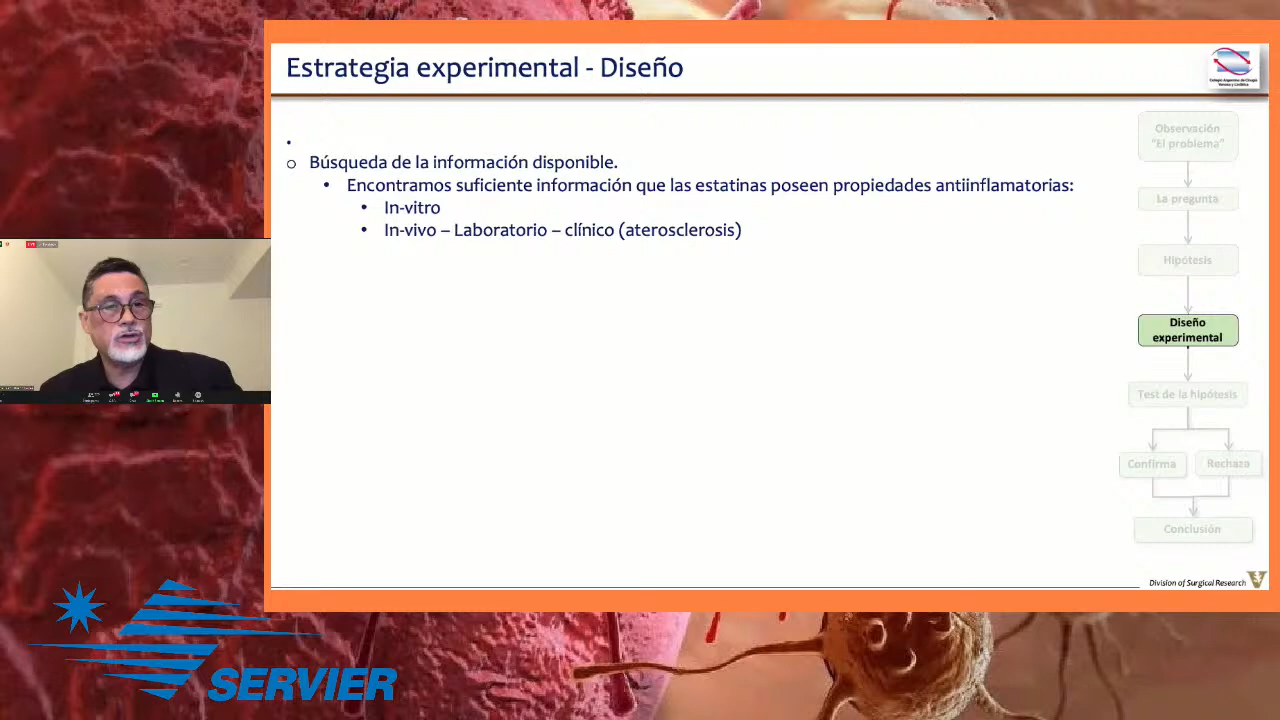 Estrategia experimental - Diseño
Búsqueda de la información disponible.
Encontramos suficiente información que las estatinas poseen propiedades antiinflamatorias:
In-vitro
In-vivo – Laboratorio – clínico (aterosclerosis)
Observación
"El problema"
La pregunta
Hipótesis
Diseño
experimental
Test de la hipótesis
Confirma
Rechaza
Conclusión
Division of Surgical Research
SERVIER